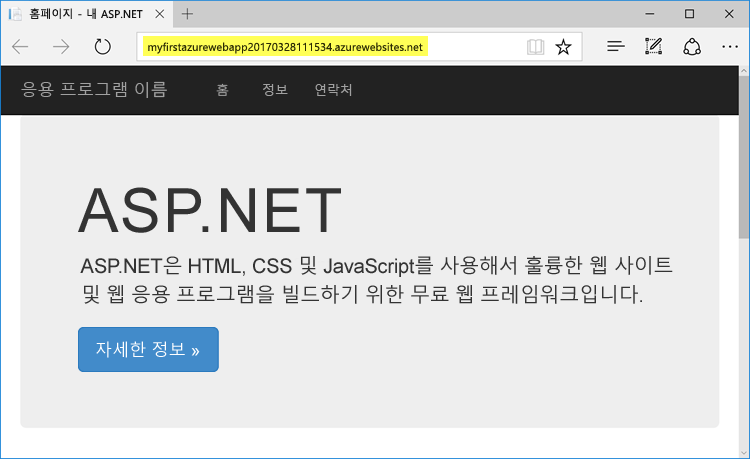 홈페이지 - 내 ASP.NET
myfirstazurewebapp20170328111534.azurewebsites.net
응용 프로그램 이름 홈 정보 연락처
ASP.NET
ASP.NET은 HTML, CSS 및 JavaScript를 사용해서 훌륭한 웹 사이트
및 웹 응용 프로그램을 빌드하기 위한 무료 웹 프레임워크입니다.
자세한 정보 »